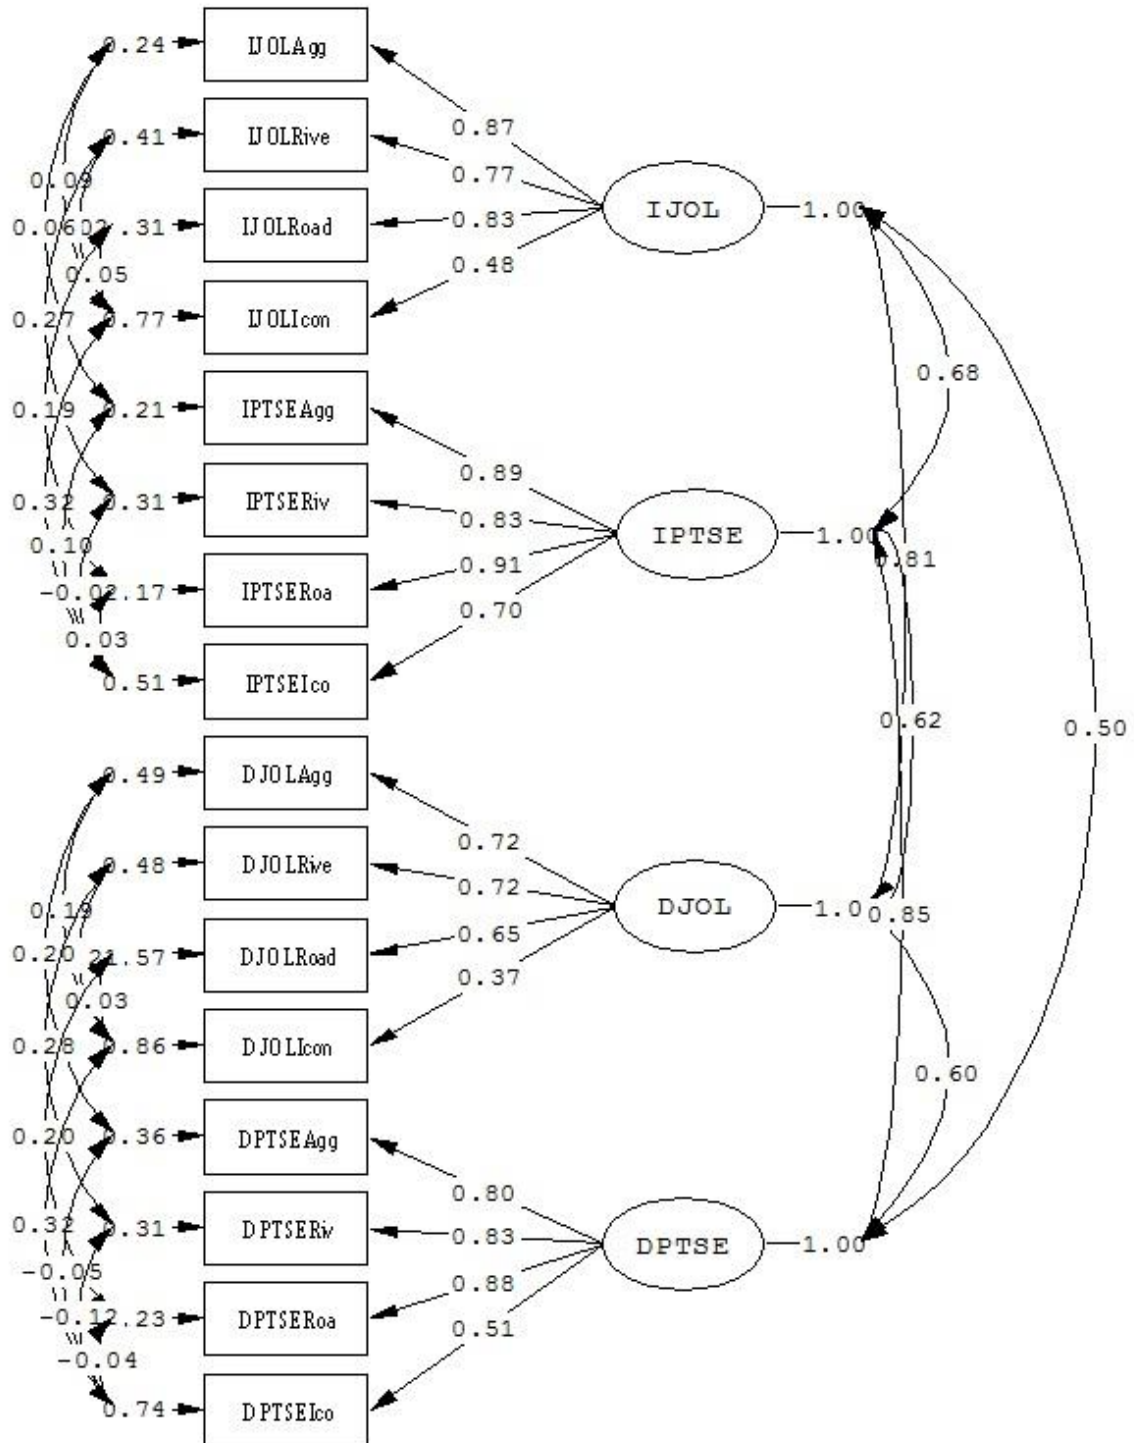 0.24 IJOLAgg
0.87
0.41 IJOLRive
0.77
0.09
IJOL 1.00
0.06 .31 IJOLRoad
0.83
0.05
0.48
0.27 0.77 IJOLIcon
0.68
0.19 0.21 IPTSEAgg
0.89
0.32 0.31 IPTSERiv
0.83
IPTSE 1.00
0.10
0.81
0.91
.17 IPTSERoa
0.70
0.03
0.51 IPTSEIco
0.62
0.50
0.49 DJOLAgg
0.72
0.48 DJOLRive
0.72
0.19
DJOL 1.0 0.85
0.65
0.20 .57 DJOLRoad
0.37
0.03
0.28 0.86 DJOLIcon
0.60
0.20 0.36 DPTSEAgg
0.80
0.32 0.31 DPTSERiv
0.83
DPTSE 1.00
-0.05
0.88
-0.1 .23 DPTSERoa
0.51
-0.04
0.74 DPTSEIco